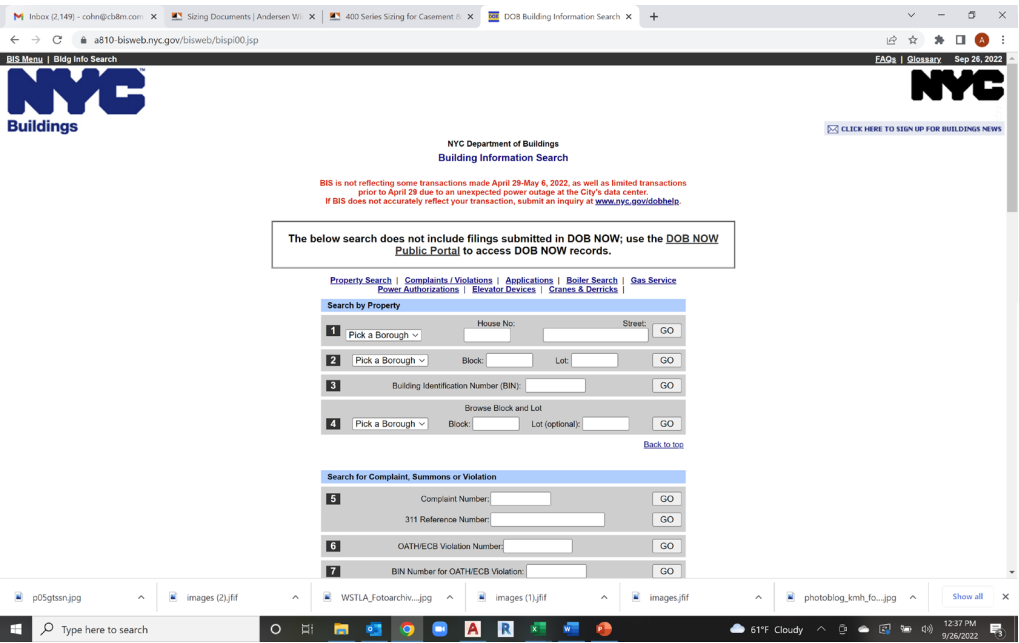 Inbox (2,149) - cohn@cb8m.com
Sizing Documents | Andersen Wi
400 Series Sizing for Casement &
DOB Building Information Search
a810-bisweb.nyc.gov/bisweb/bispi00.jsp
A
BIS Menu | Bldg Info Search
FAQs | Glossary Sep 26, 2022
NYC
Buildings
NYC
CLICK HERE TO SIGN UP FOR BUILDINGS NEWS
NYC Department of Buildings
Building Information Search
BIS is not reflecting some transactions made April 29-May 6, 2022, as well as limited transactions
prior to April 29 due to an unexpected power outage at the City's data center.
If BIS does not accurately reflect your transaction, submit an inquiry at www.nyc.gov/dobhelp.
The below search does not include filings submitted in DOB NOW; use the DOB NOW
Public Portal to access DOB NOW records.
Property Search | Complaints / Violations | Applications | Boiler Search | Gas Service
Power Authorizations | Elevator Devices | Cranes & Derricks |
Search by Property
House No: Street:
1 Pick a Borough GO
2 Pick a Borough Block: Lot: GO
3 Building Identification Number (BIN): GO
Browse Block and Lot
4 Pick a Borough Block: Lot (optional): GO
Back to top
Search for Complaint, Summons or Violation
5 Complaint Number: GO
311 Reference Number: GO
6 OATH/ECB Violation Number: GO
7 BIN Number for OATH/ECB Violation: GO
p05gtssn.jpg
images (2).jfif
WSTLA_Fotoarchiv....jpg
images (1).jfif
images.jfif
photoblog_kmh_fo....jpg
Show all
Type here to search
61°F Cloudy
12:37 PM
9/26/2022
3